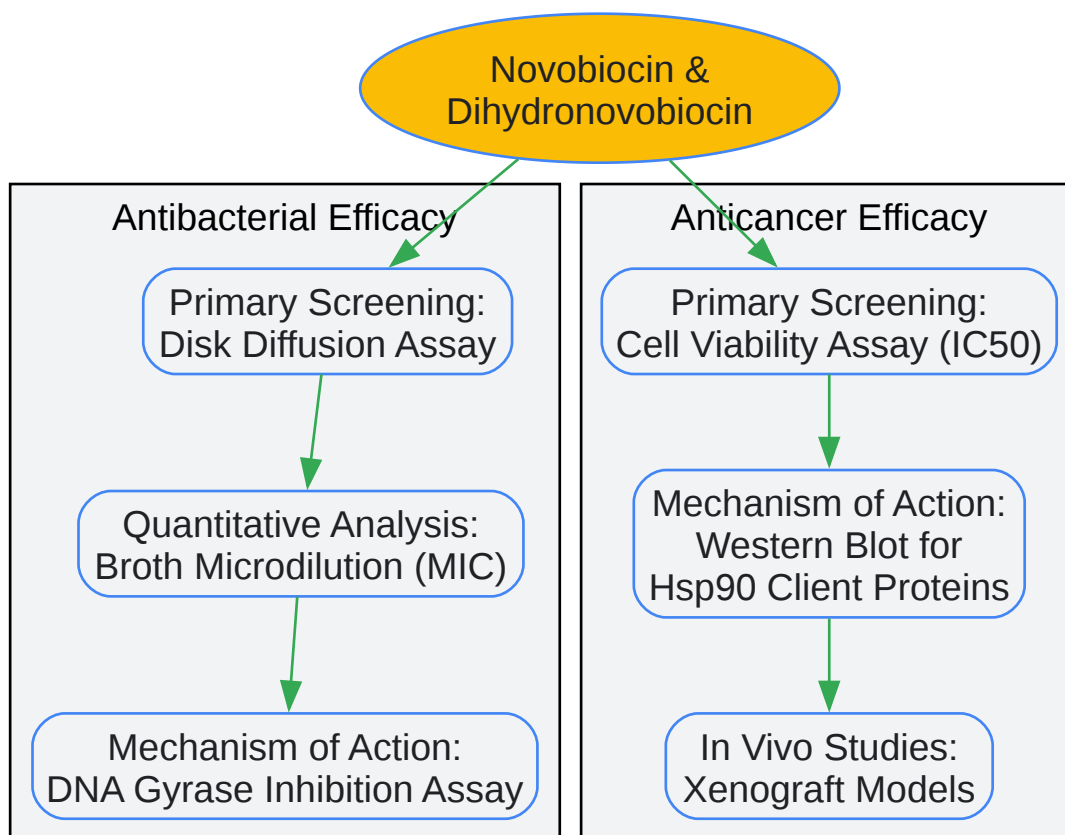 Novobiocin &
Dihydronovobiocin
Antibacterial Efficacy
Primary Screening:
Disk Diffusion Assay
Quantitative Analysis:
Broth Microdilution (MIC)
Mechanism of Action:
DNA Gyrase Inhibition Assay
Anticancer Efficacy
Primary Screening:
Cell Viability Assay (IC50)
Mechanism of Action:
Western Blot for
Hsp90 Client Proteins
In Vivo Studies:
Xenograft Models